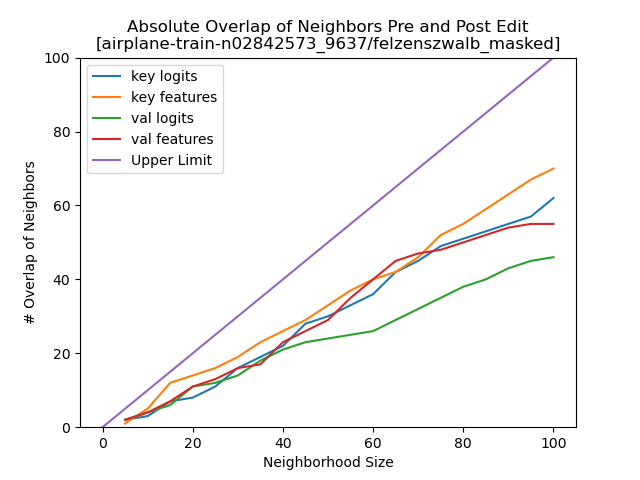 Absolute Overlap of Neighbors Pre and Post Edit
[airplane-train-n02842573_9637/felzenszwalb_masked]
key logits
key features
val logits
val features
Upper Limit
# Overlap of Neighbors
100
80
60
40
20
0
0 20 40 60 80 100
Neighborhood Size